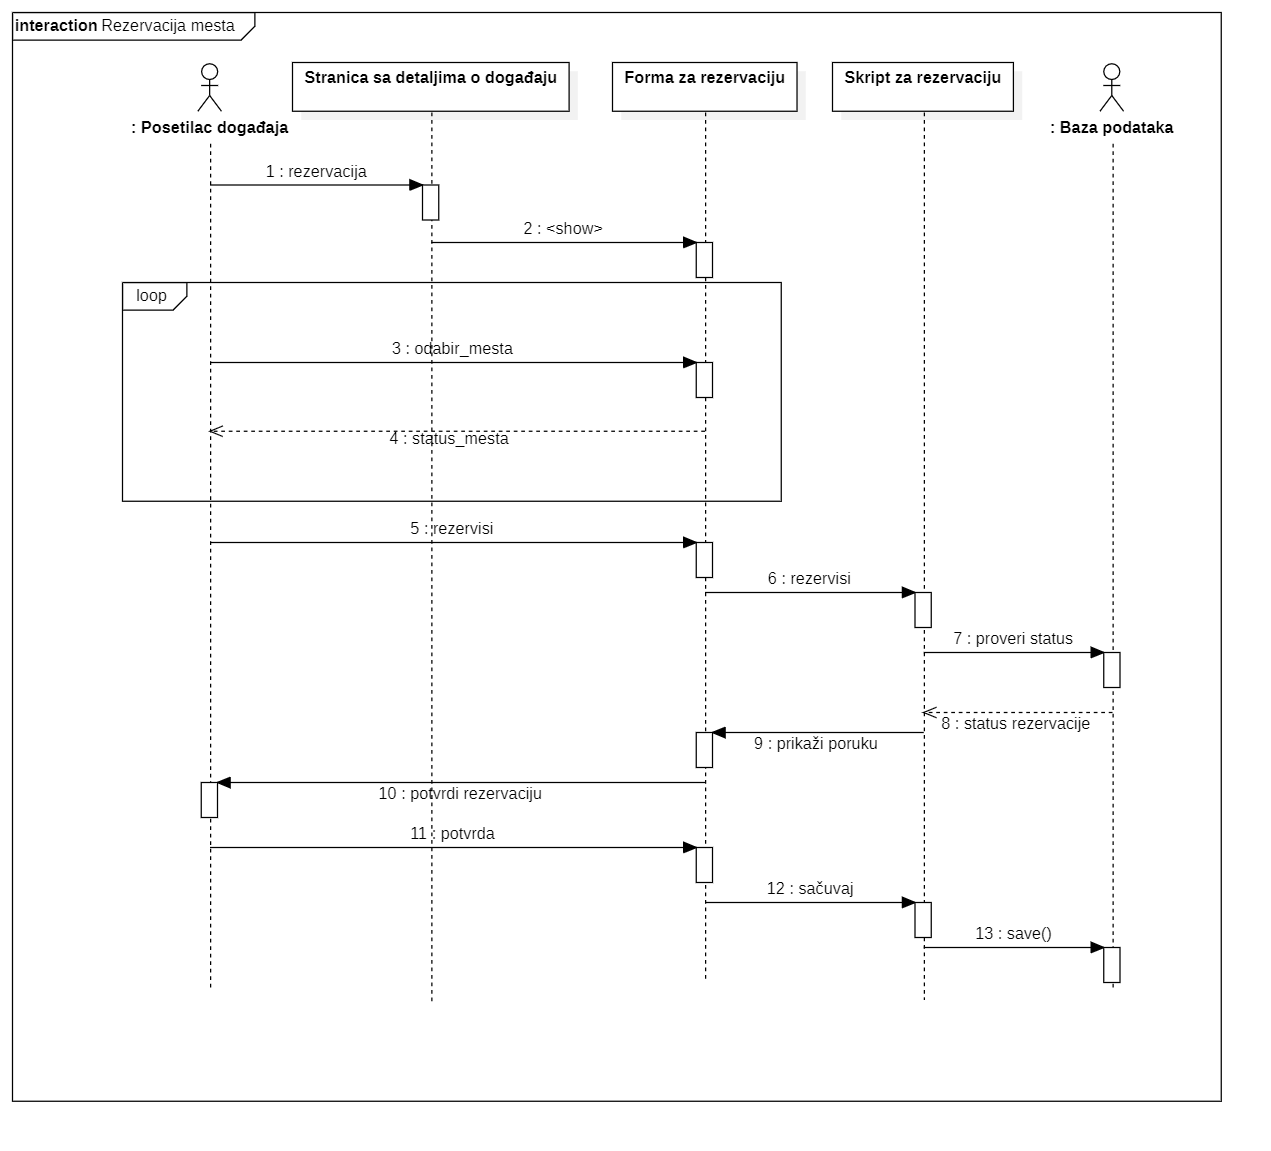 interaction Rezervacija mesta
Stranica sa detaljima o događaju
Forma za rezervaciju
Skript za rezervaciju
: Posetilac događaja
: Baza podataka
1 : rezervacija
2 : <show>
loop
3 : odabir_mesta
4 : status_mesta
5 : rezervisi
6 : rezervisi
7 : proveri status
8 : status rezervacije
9 : prikaži poruku
10 : potvrdi rezervaciju
11 : potvrda
12 : sačuvaj
13 : save()